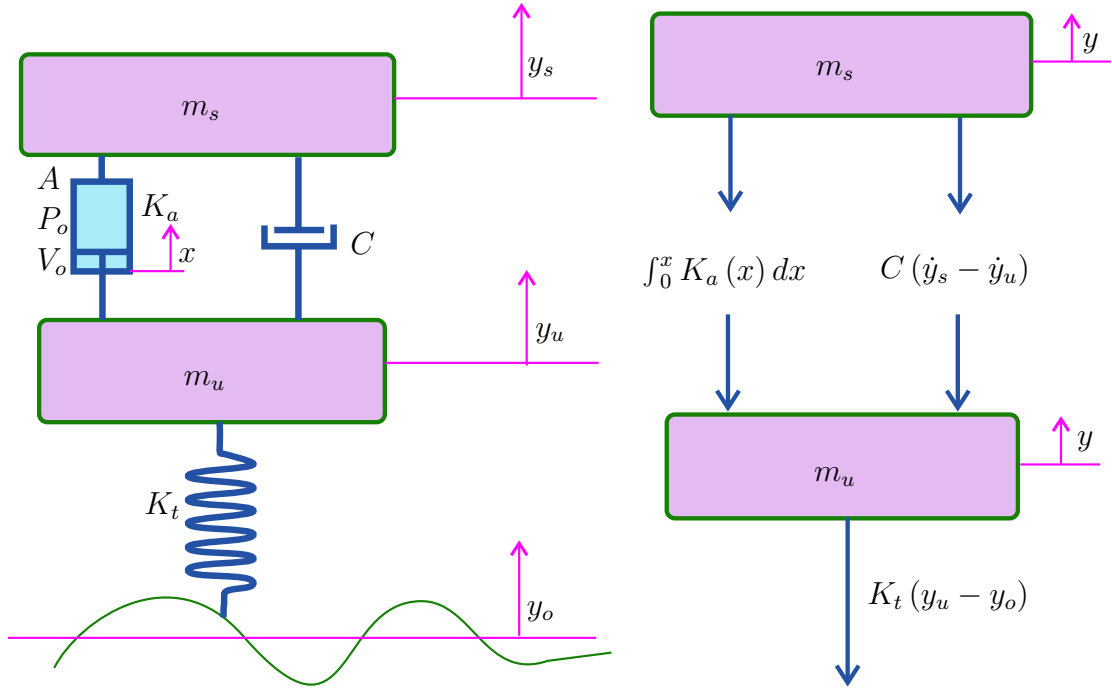 y_s
m_s
A
P_o
K_a
V_o
x
C
y_u
m_u
K_t
y_o
y
m_s
∫_0^x K_a (x) dx
C (ẏ_s − ẏ_u)
y
m_u
K_t (y_u − y_o)